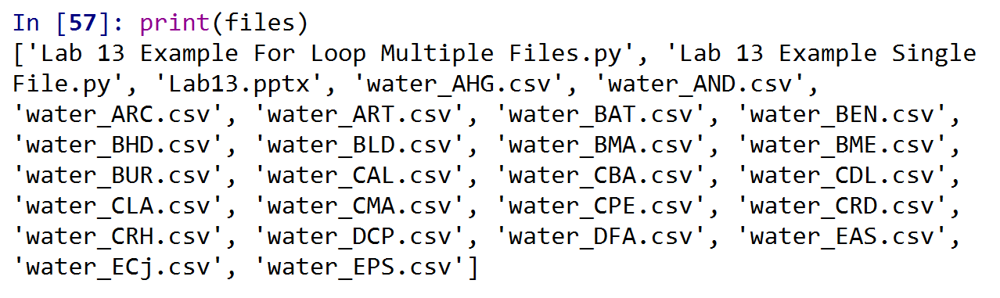 In [57]: print(files)
['Lab 13 Example For Loop Multiple Files.py', 'Lab 13 Example Single
File.py', 'Lab13.pptx', 'water_AHG.csv', 'water_AND.csv',
'water_ARC.csv', 'water_ART.csv', 'water_BAT.csv', 'water_BEN.csv',
'water_BHD.csv', 'water_BLD.csv', 'water_BMA.csv', 'water_BME.csv',
'water_BUR.csv', 'water_CAL.csv', 'water_CBA.csv', 'water_CDL.csv',
'water_CLA.csv', 'water_CMA.csv', 'water_CPE.csv', 'water_CRD.csv',
'water_CRH.csv', 'water_DCP.csv', 'water_DFA.csv', 'water_EAS.csv',
'water_ECj.csv', 'water_EPS.csv']